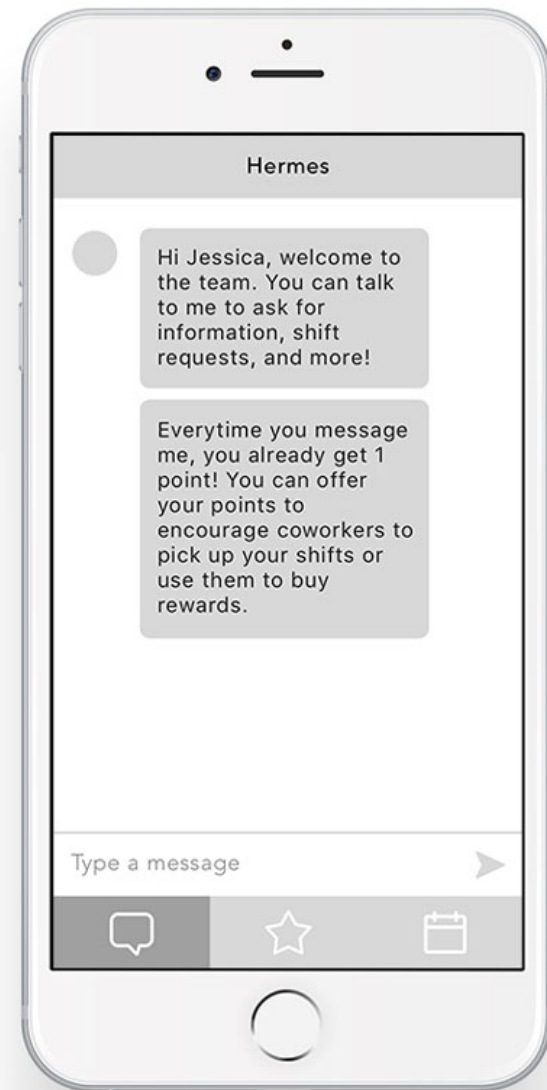 Hermes
Hi Jessica, welcome to
the team. You can talk
to me to ask for
information, shift
requests, and more!
Everytime you message
me, you already get 1
point! You can offer
your points to
encourage coworkers to
pick up your shifts or
use them to buy
rewards.
Type a message